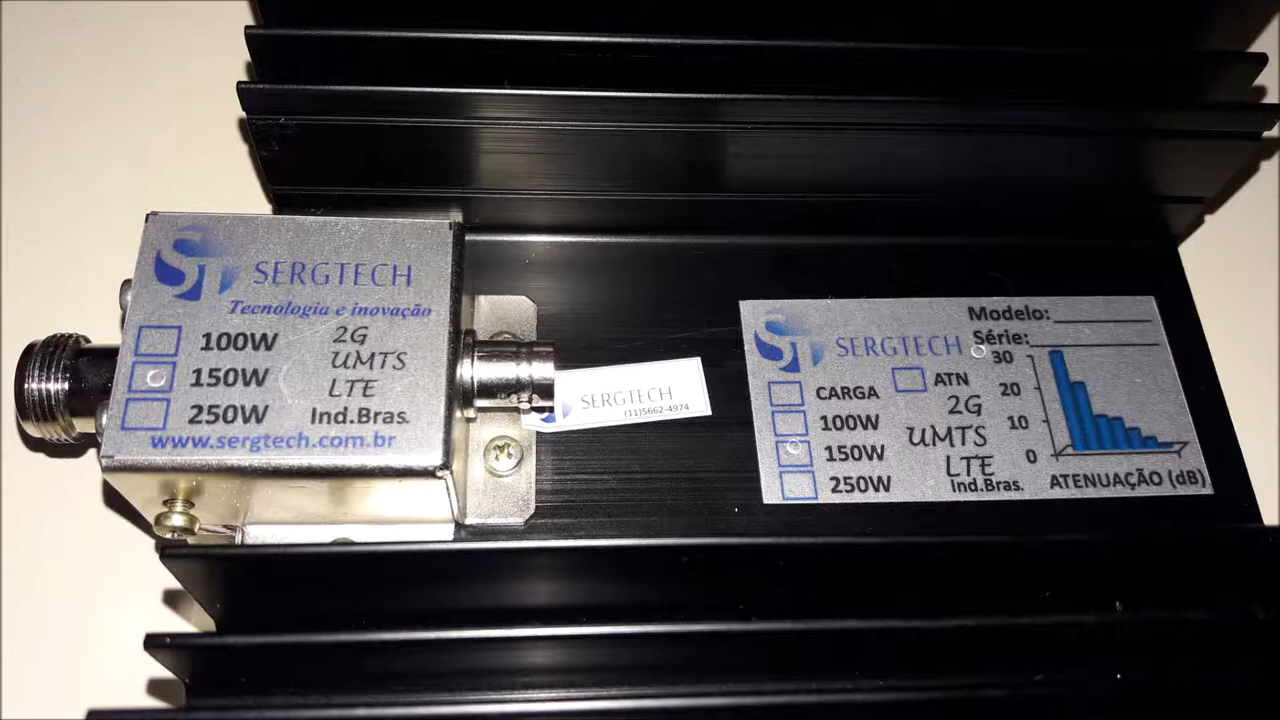 ST SERGTECH
Tecnologia e inovação
100W 2G
UMTS
150W LTE
250W Ind.Bras.
www.sergtech.com.br
SERGTECH
(11)5662-4974
Modelo:
ST SERGTECH Série:
CARGA ATN
100W 2G
150W UMTS
LTE
250W Ind.Bras.
30
20
10
0
ATENUAÇÃO (dB)